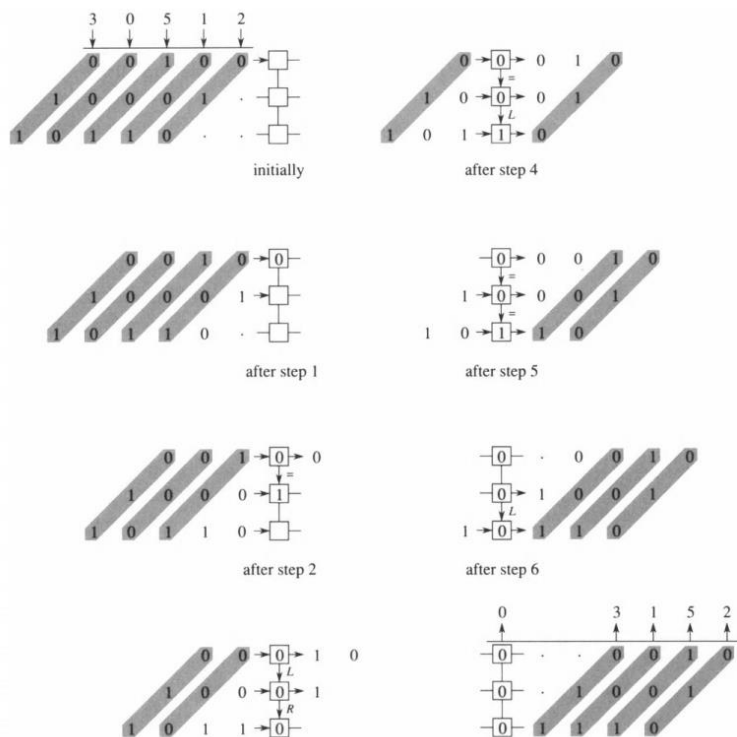 3 0 5 1 2
0 0 1 0 0
1 0 0 0 1 .
1 0 1 1 0 . .
initially
0 0 1 0 0
1 0 0 0 1
1 0 1 1 0 .
after step 1
0 0 1 0 0
=
1 0 0 0 1
1 0 1 1 0
after step 2
0 0 0 1 0
L
1 0 0 0 1
R
1 0 1 1 0
0 0 0 1 0
=
1 0 0 0 1
L
1 0 1 1 0
after step 4
0 0 0 1 0
=
1 0 0 0 1
=
1 0 1 1 0
after step 5
0 . 0 0 1 0
0 1 0 0 1
L
1 0 1 1 0
after step 6
0 3 1 5 2
0 . . 0 0 1 0
0 . 1 0 0 1
0 1 1 1 0